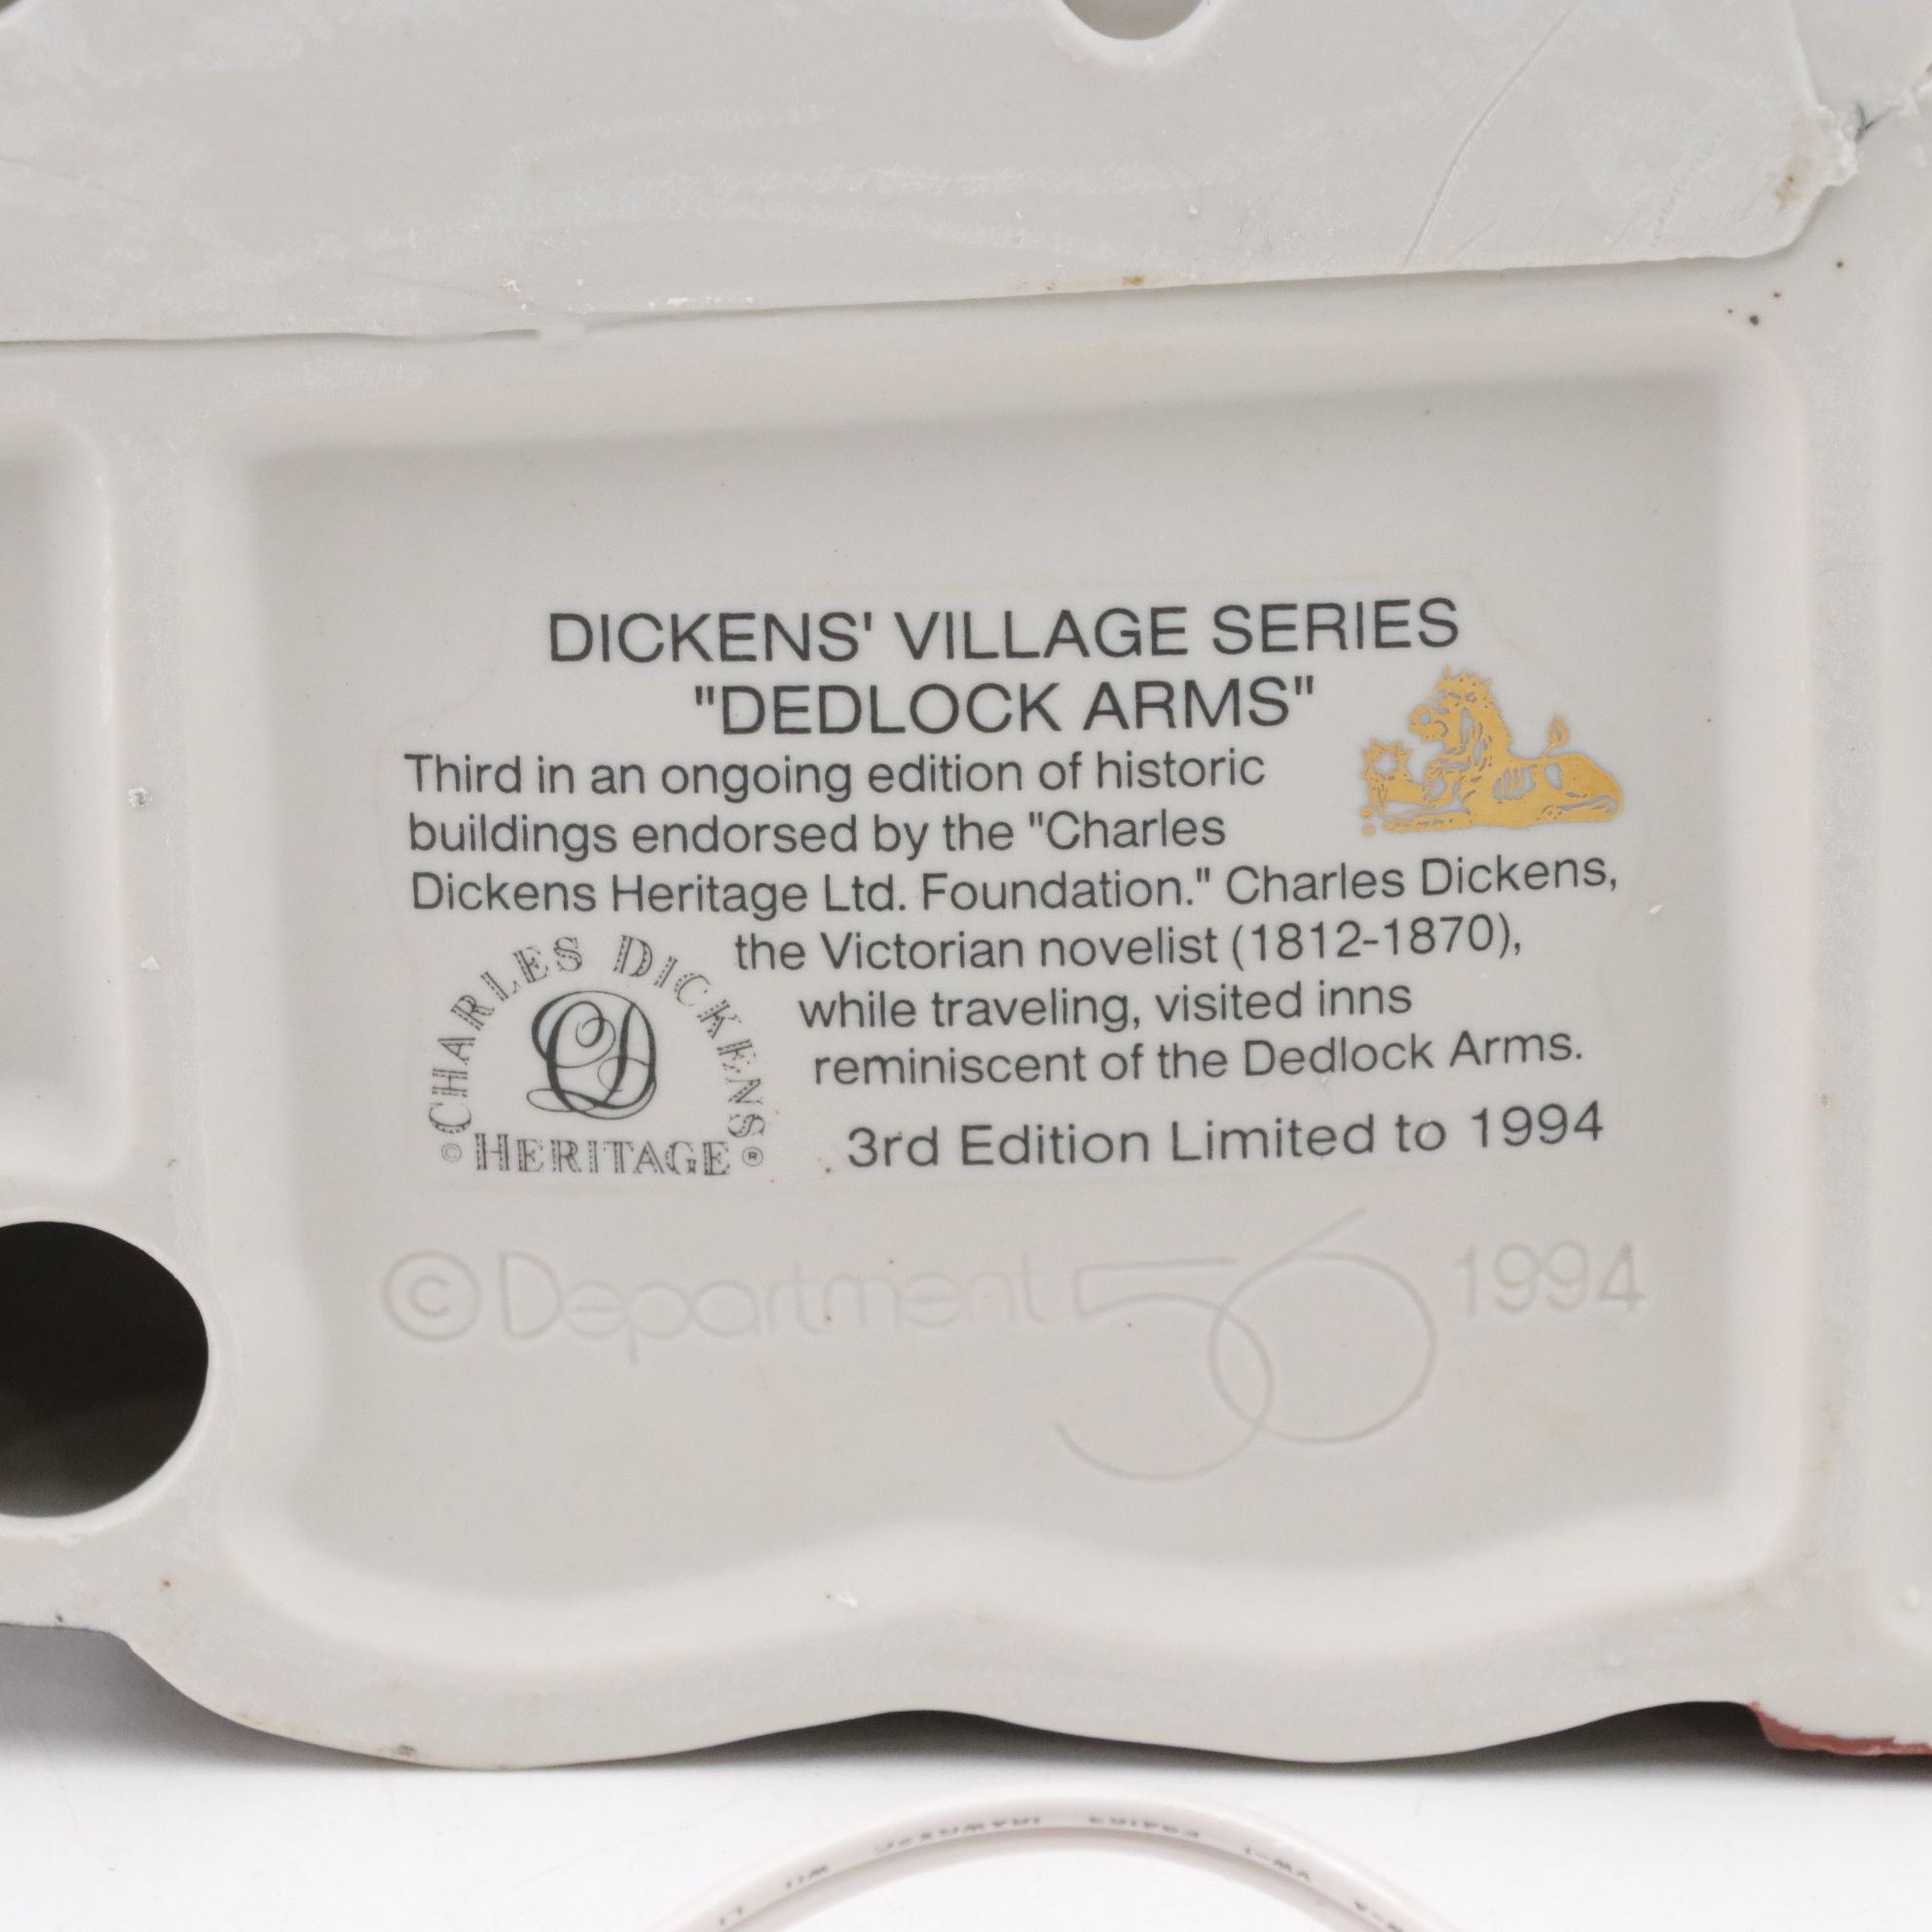 DICKENS' VILLAGE SERIES
"DEDLOCK ARMS"
Third in an ongoing edition of historic
buildings endorsed by the "Charles
Dickens Heritage Ltd. Foundation." Charles Dickens,
the Victorian novelist (1812-1870),
while traveling, visited inns
reminiscent of the Dedlock Arms.
CHARLES DICKENS
CD
© HERITAGE ®
3rd Edition Limited to 1994
© Department 56 1994